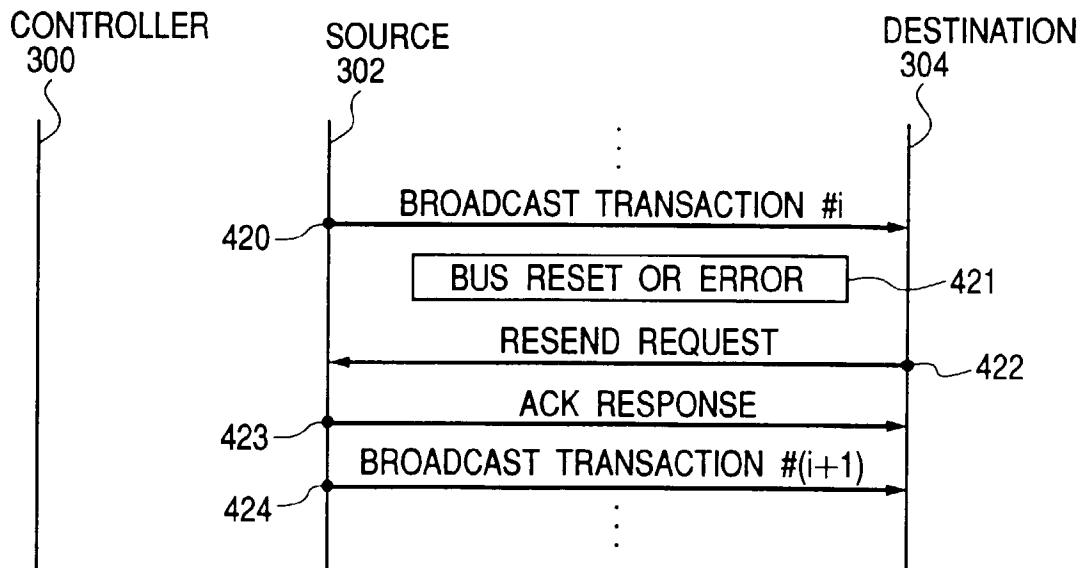 CONTROLLER
300
SOURCE
302
DESTINATION
304
BROADCAST TRANSACTION #i
420
BUS RESET OR ERROR
421
RESEND REQUEST
422
ACK RESPONSE
423
BROADCAST TRANSACTION #(i+1)
424